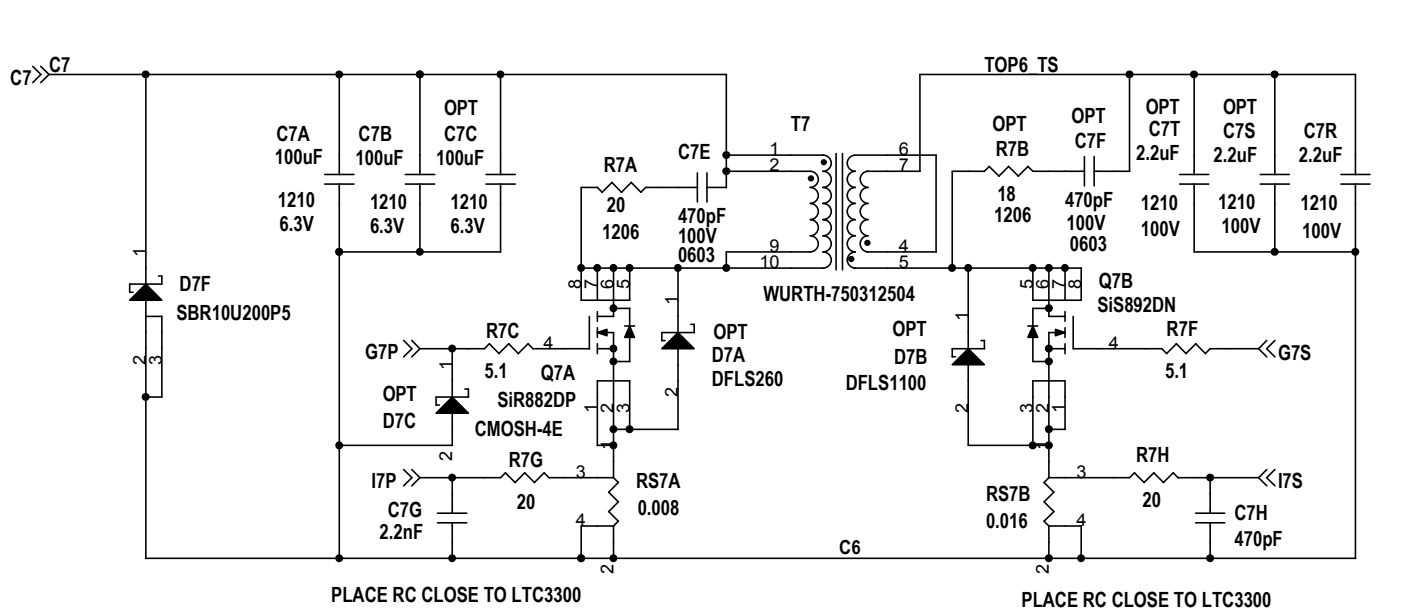 C7
C7
C7A
100uF
1210
6.3V
C7B
100uF
1210
6.3V
OPT
C7C
100uF
1210
6.3V
1
D7F
SBR10U200P5
2
3
R7A
20
1206
C7E
470pF
100V
0603
T7
1
2
9
10
6
7
4
5
WURTH-750312504
TOP6_TS
OPT
R7B
18
1206
OPT
C7F
470pF
100V
0603
OPT
C7T
2.2uF
1210
100V
OPT
C7S
2.2uF
1210
100V
C7R
2.2uF
1210
100V
8
7
6
5
G7P
R7C
5.1
4
Q7A
SiR882DP
1
2
3
1
OPT
D7C
CMOSH-4E
1
2
1
OPT
D7A
DFLS260
2
1
OPT
D7B
DFLS1100
2
5
6
7
8
Q7B
SiS892DN
4
R7F
5.1
G7S
3
2
1
1
I7P
R7G
20
3
C7G
2.2nF
RS7A
0.008
4
2
RS7B
0.016
3
4
2
R7H
20
I7S
C7H
470pF
C6
PLACE RC CLOSE TO LTC3300
PLACE RC CLOSE TO LTC3300